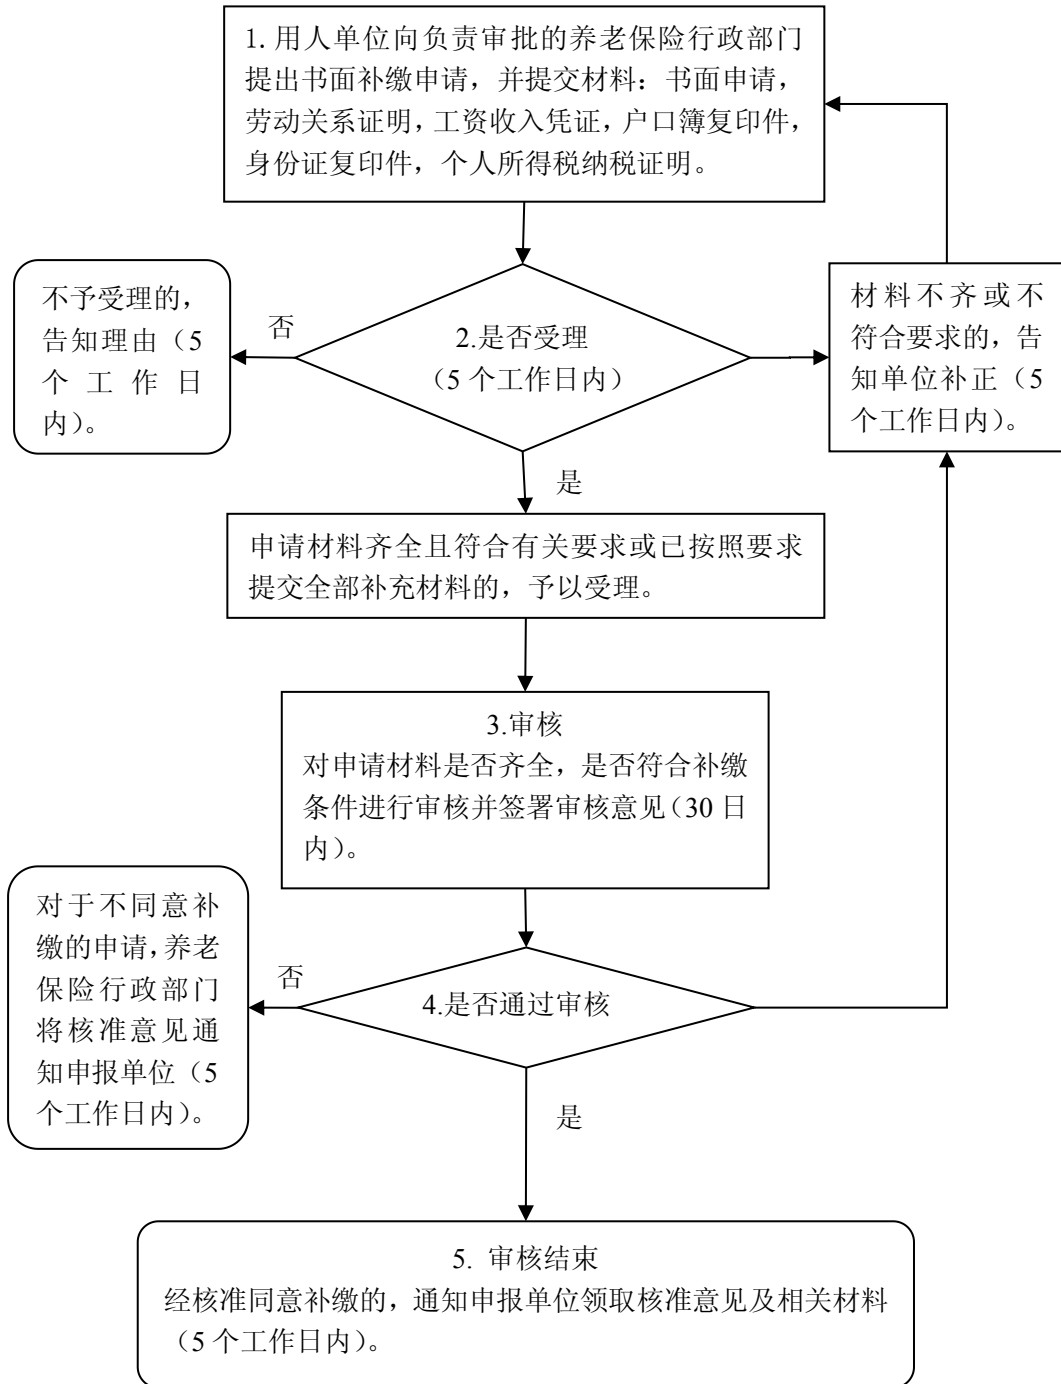 1.用人单位向负责审批的养老保险行政部门
提出书面补缴申请，并提交材料：书面申请，
劳动关系证明，工资收入凭证，户口簿复印件，
身份证复印件，个人所得税纳税证明。
不予受理的，
告知理由（5
个工作日
内）。
否
2.是否受理
（5 个工作日内）
材料不齐或不
符合要求的，告
知单位补正（5
个工作日内）。
是
申请材料齐全且符合有关要求或已按照要求
提交全部补充材料的，予以受理。
3.审核
对申请材料是否齐全，是否符合补缴
条件进行审核并签署审核意见（30 日
内）。
对于不同意补
缴的申请，养老
保险行政部门
将核准意见通
知申报单位（5
个工作日内）。
否
4.是否通过审核
是
5. 审核结束
经核准同意补缴的，通知申报单位领取核准意见及相关材料
（5 个工作日内）。